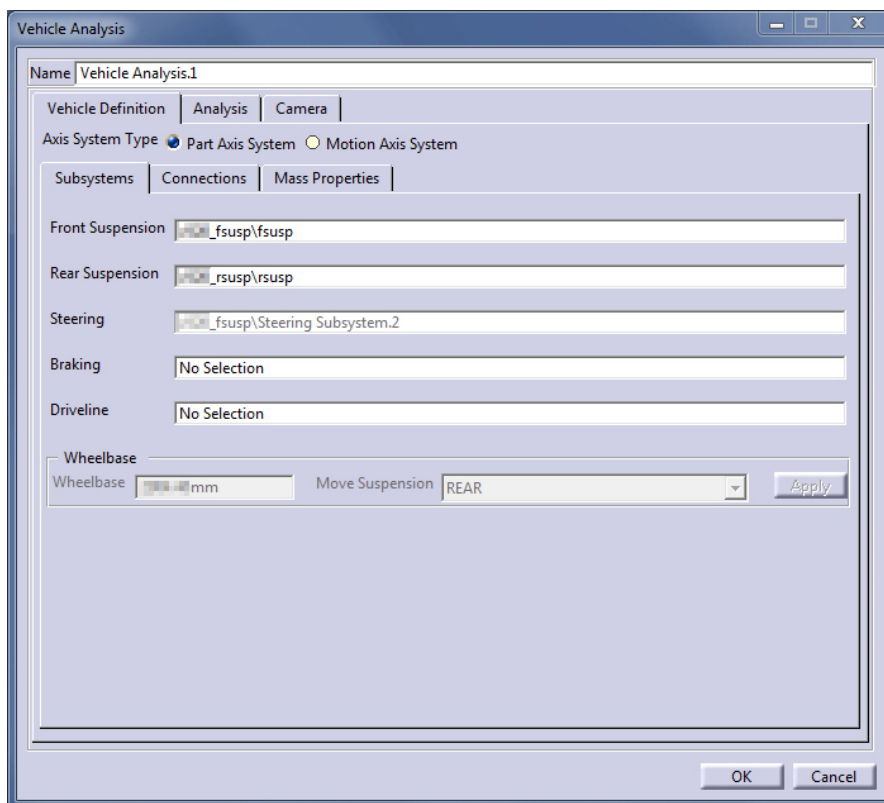 Vehicle Analysis
Name Vehicle Analysis.1
Vehicle Definition Analysis Camera
Axis System Type Part Axis System Motion Axis System
Subsystems Connections Mass Properties
Front Suspension _fsusp\fsusp
Rear Suspension _rsusp\rsusp
Steering _fsusp\Steering Subsystem.2
Braking No Selection
Driveline No Selection
Wheelbase
Wheelbase mm Move Suspension REAR Apply
OK Cancel